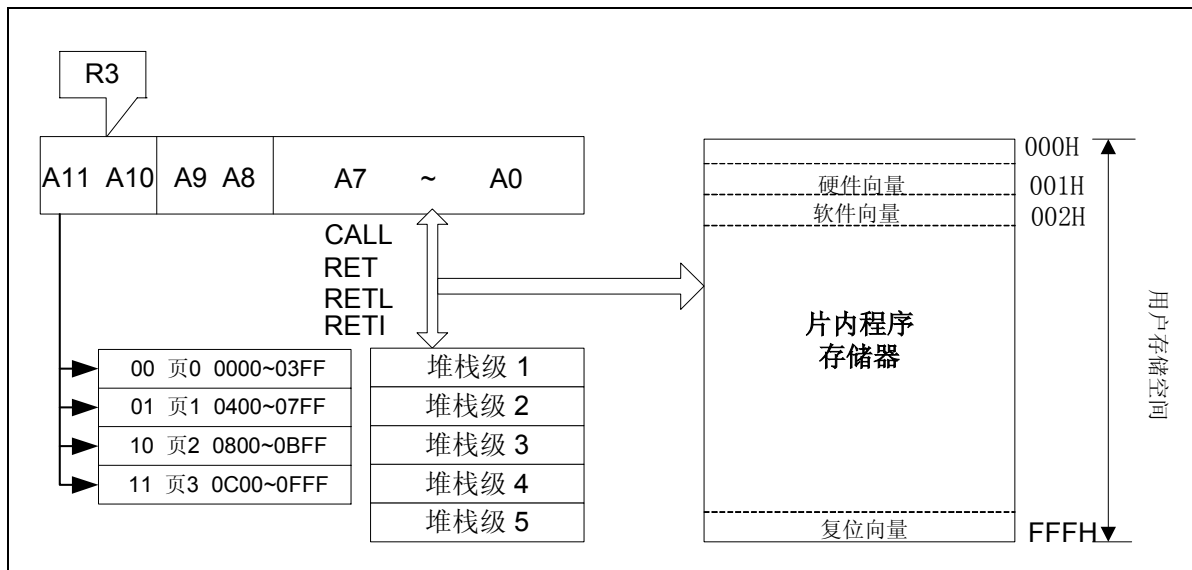 R3
A11 A10 A9 A8 A7 ~ A0
CALL
RET
RETL
RETI
00 页0 0000~03FF
01 页1 0400~07FF
10 页2 0800~0BFF
11 页3 0C00~0FFF
堆栈级 1
堆栈级 2
堆栈级 3
堆栈级 4
堆栈级 5
000H
硬件向量 001H
软件向量 002H
片内程序
存储器
复位向量 FFFH
用户存储空间